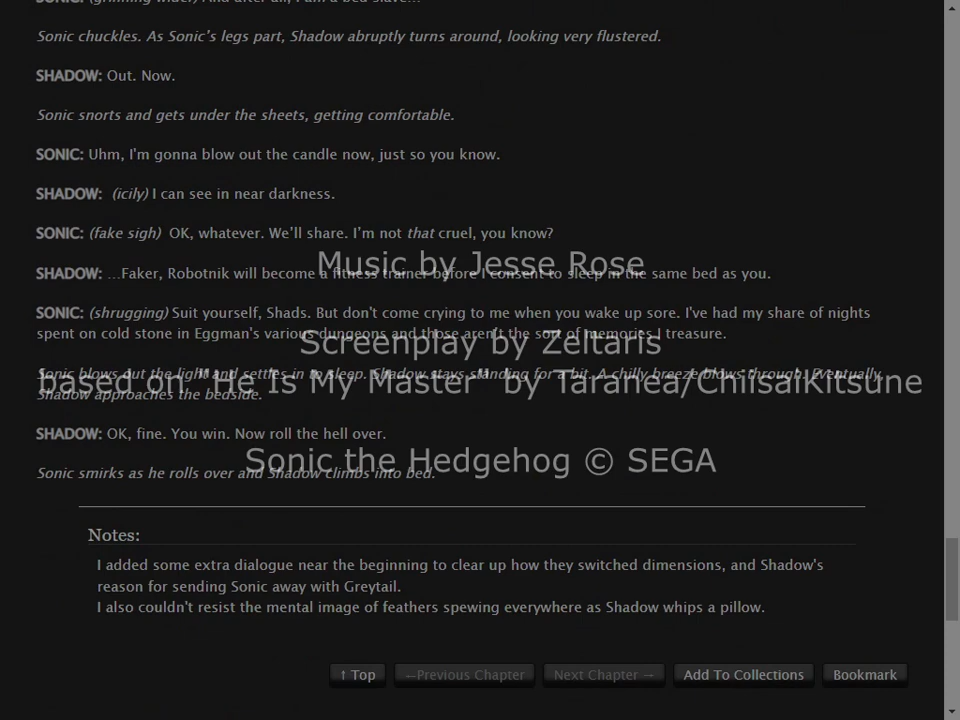 SONIC: (grinning wider) And after all, I am a bed slave...
Sonic chuckles. As Sonic's legs part, Shadow abruptly turns around, looking very flustered.
SHADOW: Out. Now.
Sonic snorts and gets under the sheets, getting comfortable.
SONIC: Uhm, I'm gonna blow out the candle now, just so you know.
SHADOW: (icily) I can see in near darkness.
SONIC: (fake sigh) OK, whatever. We'll share. I'm not that cruel, you know?
Music by Jesse Rose
SHADOW: …Faker, Robotnik will become a fitness trainer before I consent to sleep in the same bed as you.
SONIC: (shrugging) Suit yourself, Shads. But don't come crying to me when you wake up sore. I've had my share of nights
spent on cold stone in Eggman's various dungeons and those aren't the sort of memories I treasure.
Screenplay by Zeltaris
Sonic blows out the light and settles in to sleep. Shadow stays standing for a bit. A chilly breeze blows through. Eventually,
based on "He Is My Master" by Taranea/ChiisaiKitsune
Shadow approaches the bedside.
SHADOW: OK, fine. You win. Now roll the hell over.
Sonic the Hedgehog © SEGA
Sonic smirks as he rolls over and Shadow climbs into bed.
Notes:
I added some extra dialogue near the beginning to clear up how they switched dimensions, and Shadow's
reason for sending Sonic away with Greytail.
I also couldn't resist the mental image of feathers spewing everywhere as Shadow whips a pillow.
↑ Top
←Previous Chapter
Next Chapter →
Add To Collections
Bookmark